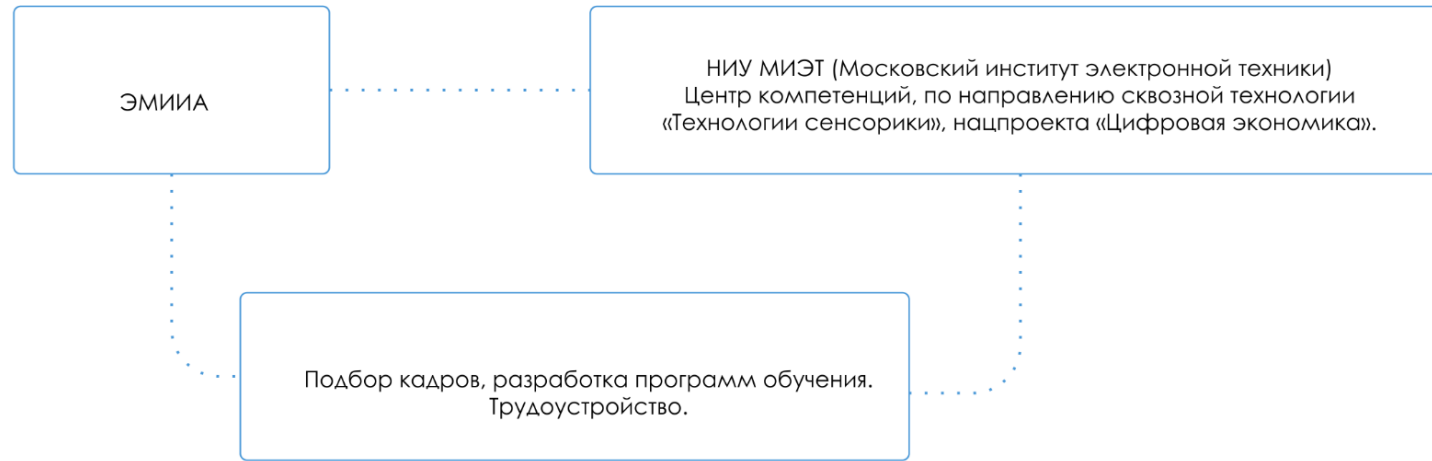 ЭМИИА
НИУ МИЭТ (Московский институт электронной техники)
Центр компетенций, по направлению сквозной технологии
«Технологии сенсорики», нацпроекта «Цифровая экономика».
Подбор кадров, разработка программ обучения.
Трудоустройство.